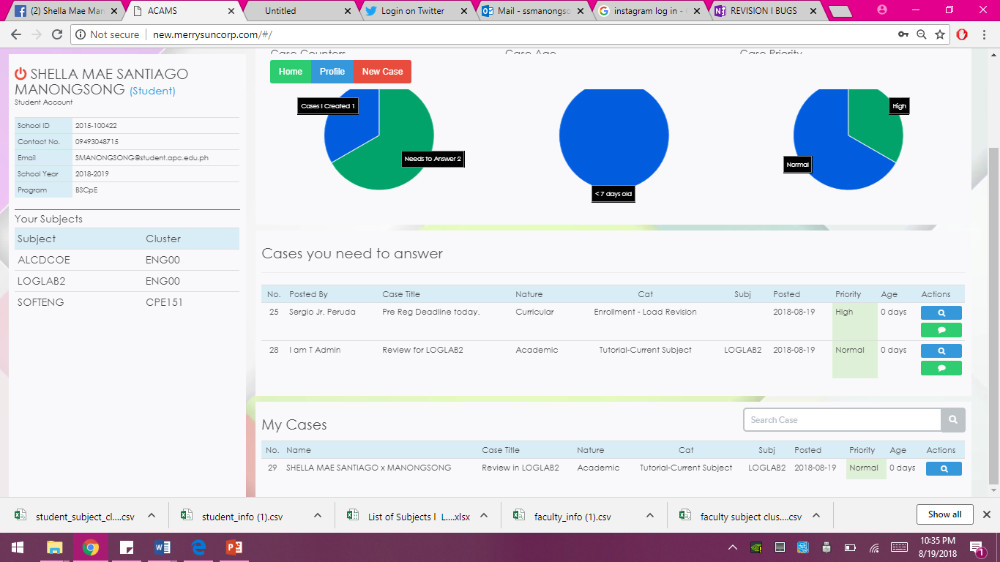 (2) Shella Mae Man
ACAMS
Untitled
Login on Twitter
Mail - ssmanongso
instagram log in -
REVISION I BUGS
Not secure
new.merrysuncorp.com/#/
SHELLA MAE SANTIAGO
MANONGSONG (Student)
Student Account
School ID 2015-100422
Contact No. 09493048715
Email SMANONGSONG@student.apc.edu.ph
School Year 2018-2019
Program BSCpE
Your Subjects
Subject Cluster
ALCDCOE ENG00
LOGLAB2 ENG00
SOFTENG CPE151
Case Counters Case Age Case Priority
Home Profile New Case
Cases I Created 1
Needs to Answer 2
< 7 days old
High
Normal
Cases you need to answer
No. Posted By Case Title Nature Cat Subj Posted Priority Age Actions
25 Sergio Jr. Peruda Pre Reg Deadline today. Curricular Enrollment - Load Revision 2018-08-19 High 0 days
28 I am T Admin Review for LOGLAB2 Academic Tutorial-Current Subject LOGLAB2 2018-08-19 Normal 0 days
My Cases
Search Case
No. Name Case Title Nature Cat Subj Posted Priority Age Actions
29 SHELLA MAE SANTIAGO x MANONGSONG Review in LOGLAB2 Academic Tutorial-Current Subject LOGLAB2 2018-08-19 Normal 0 days
student_subject_cl....csv
student_info (1).csv
List of Subjects l L....xlsx
faculty_info (1).csv
faculty subject clus....csv
Show all
10:35 PM
8/19/2018
1